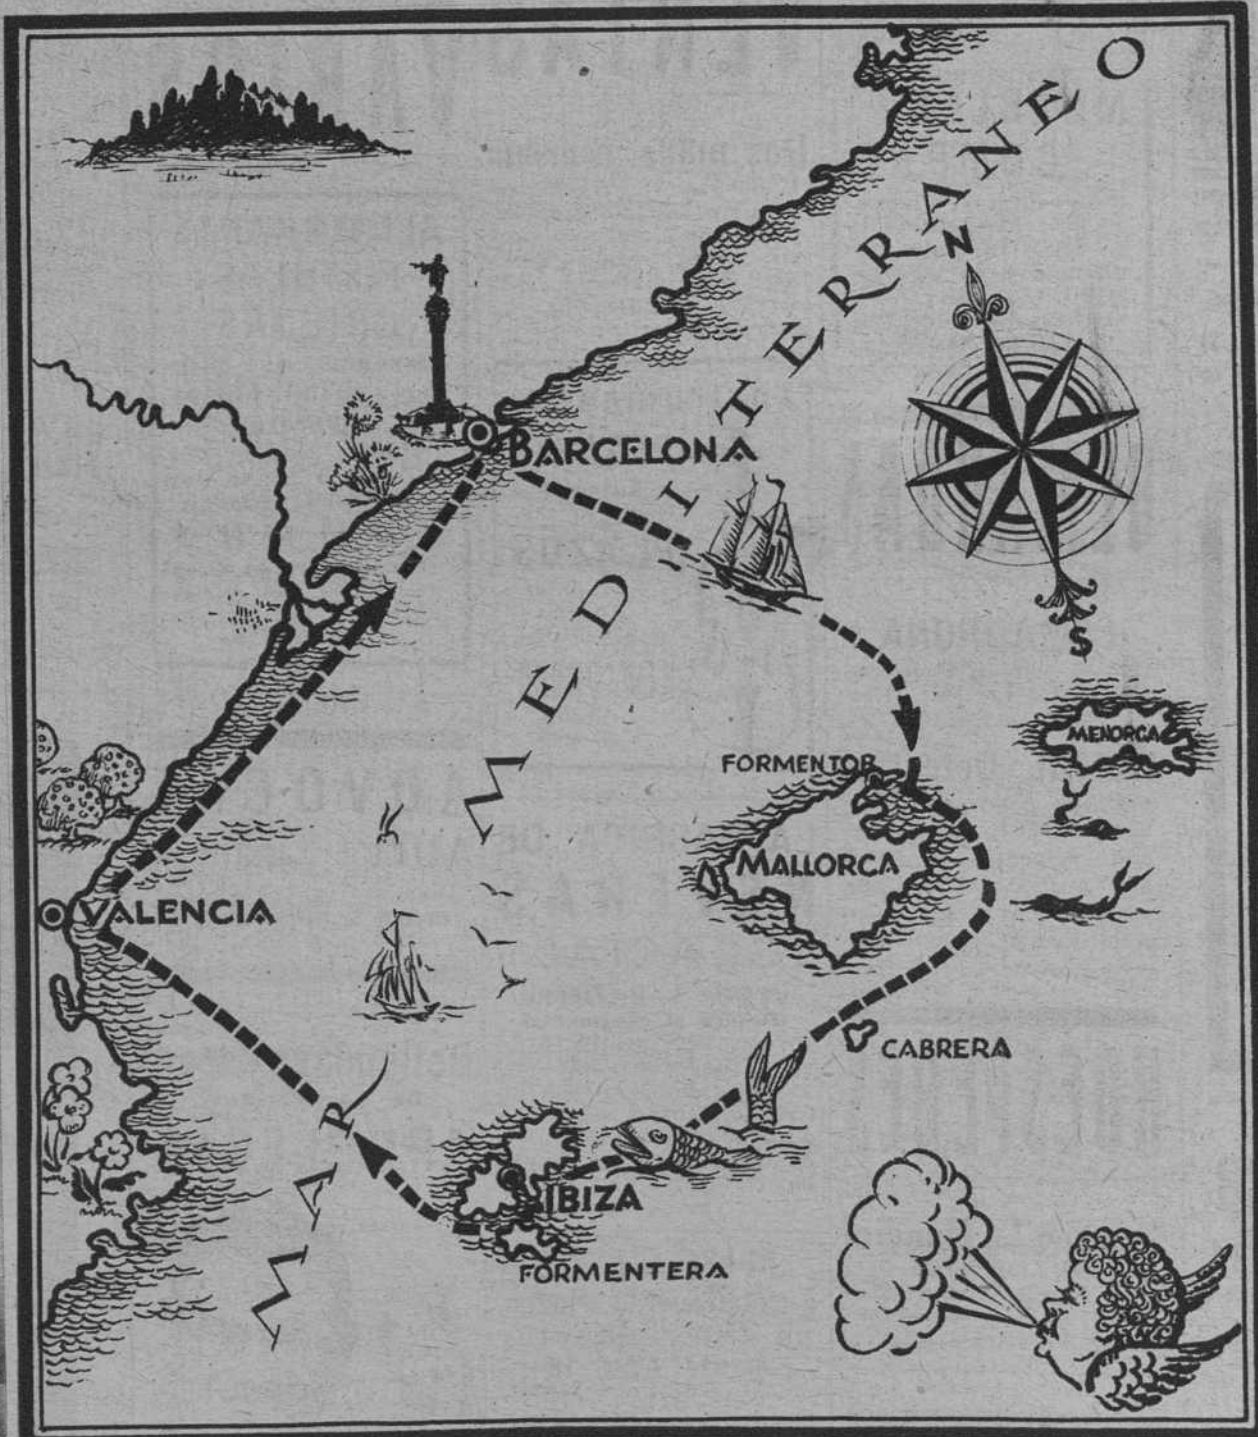 MAR MEDITERRANEO
N
BARCELONA
S
MENORCA
FORMENTOR
MALLORCA
VALENCIA
CABRERA
IBIZA
FORMENTERA